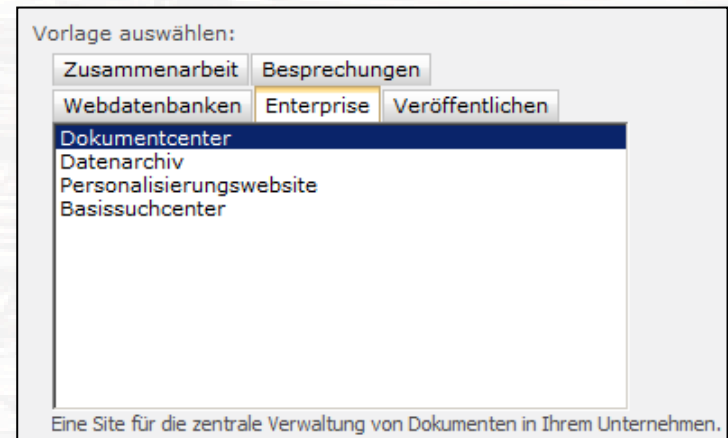 Vorlage auswählen:
Zusammenarbeit Besprechungen
Webdatenbanken Enterprise Veröffentlichen
Dokumentcenter
Datenarchiv
Personalisierungswebsite
Basissuchcenter
Eine Site für die zentrale Verwaltung von Dokumenten in Ihrem Unternehmen.